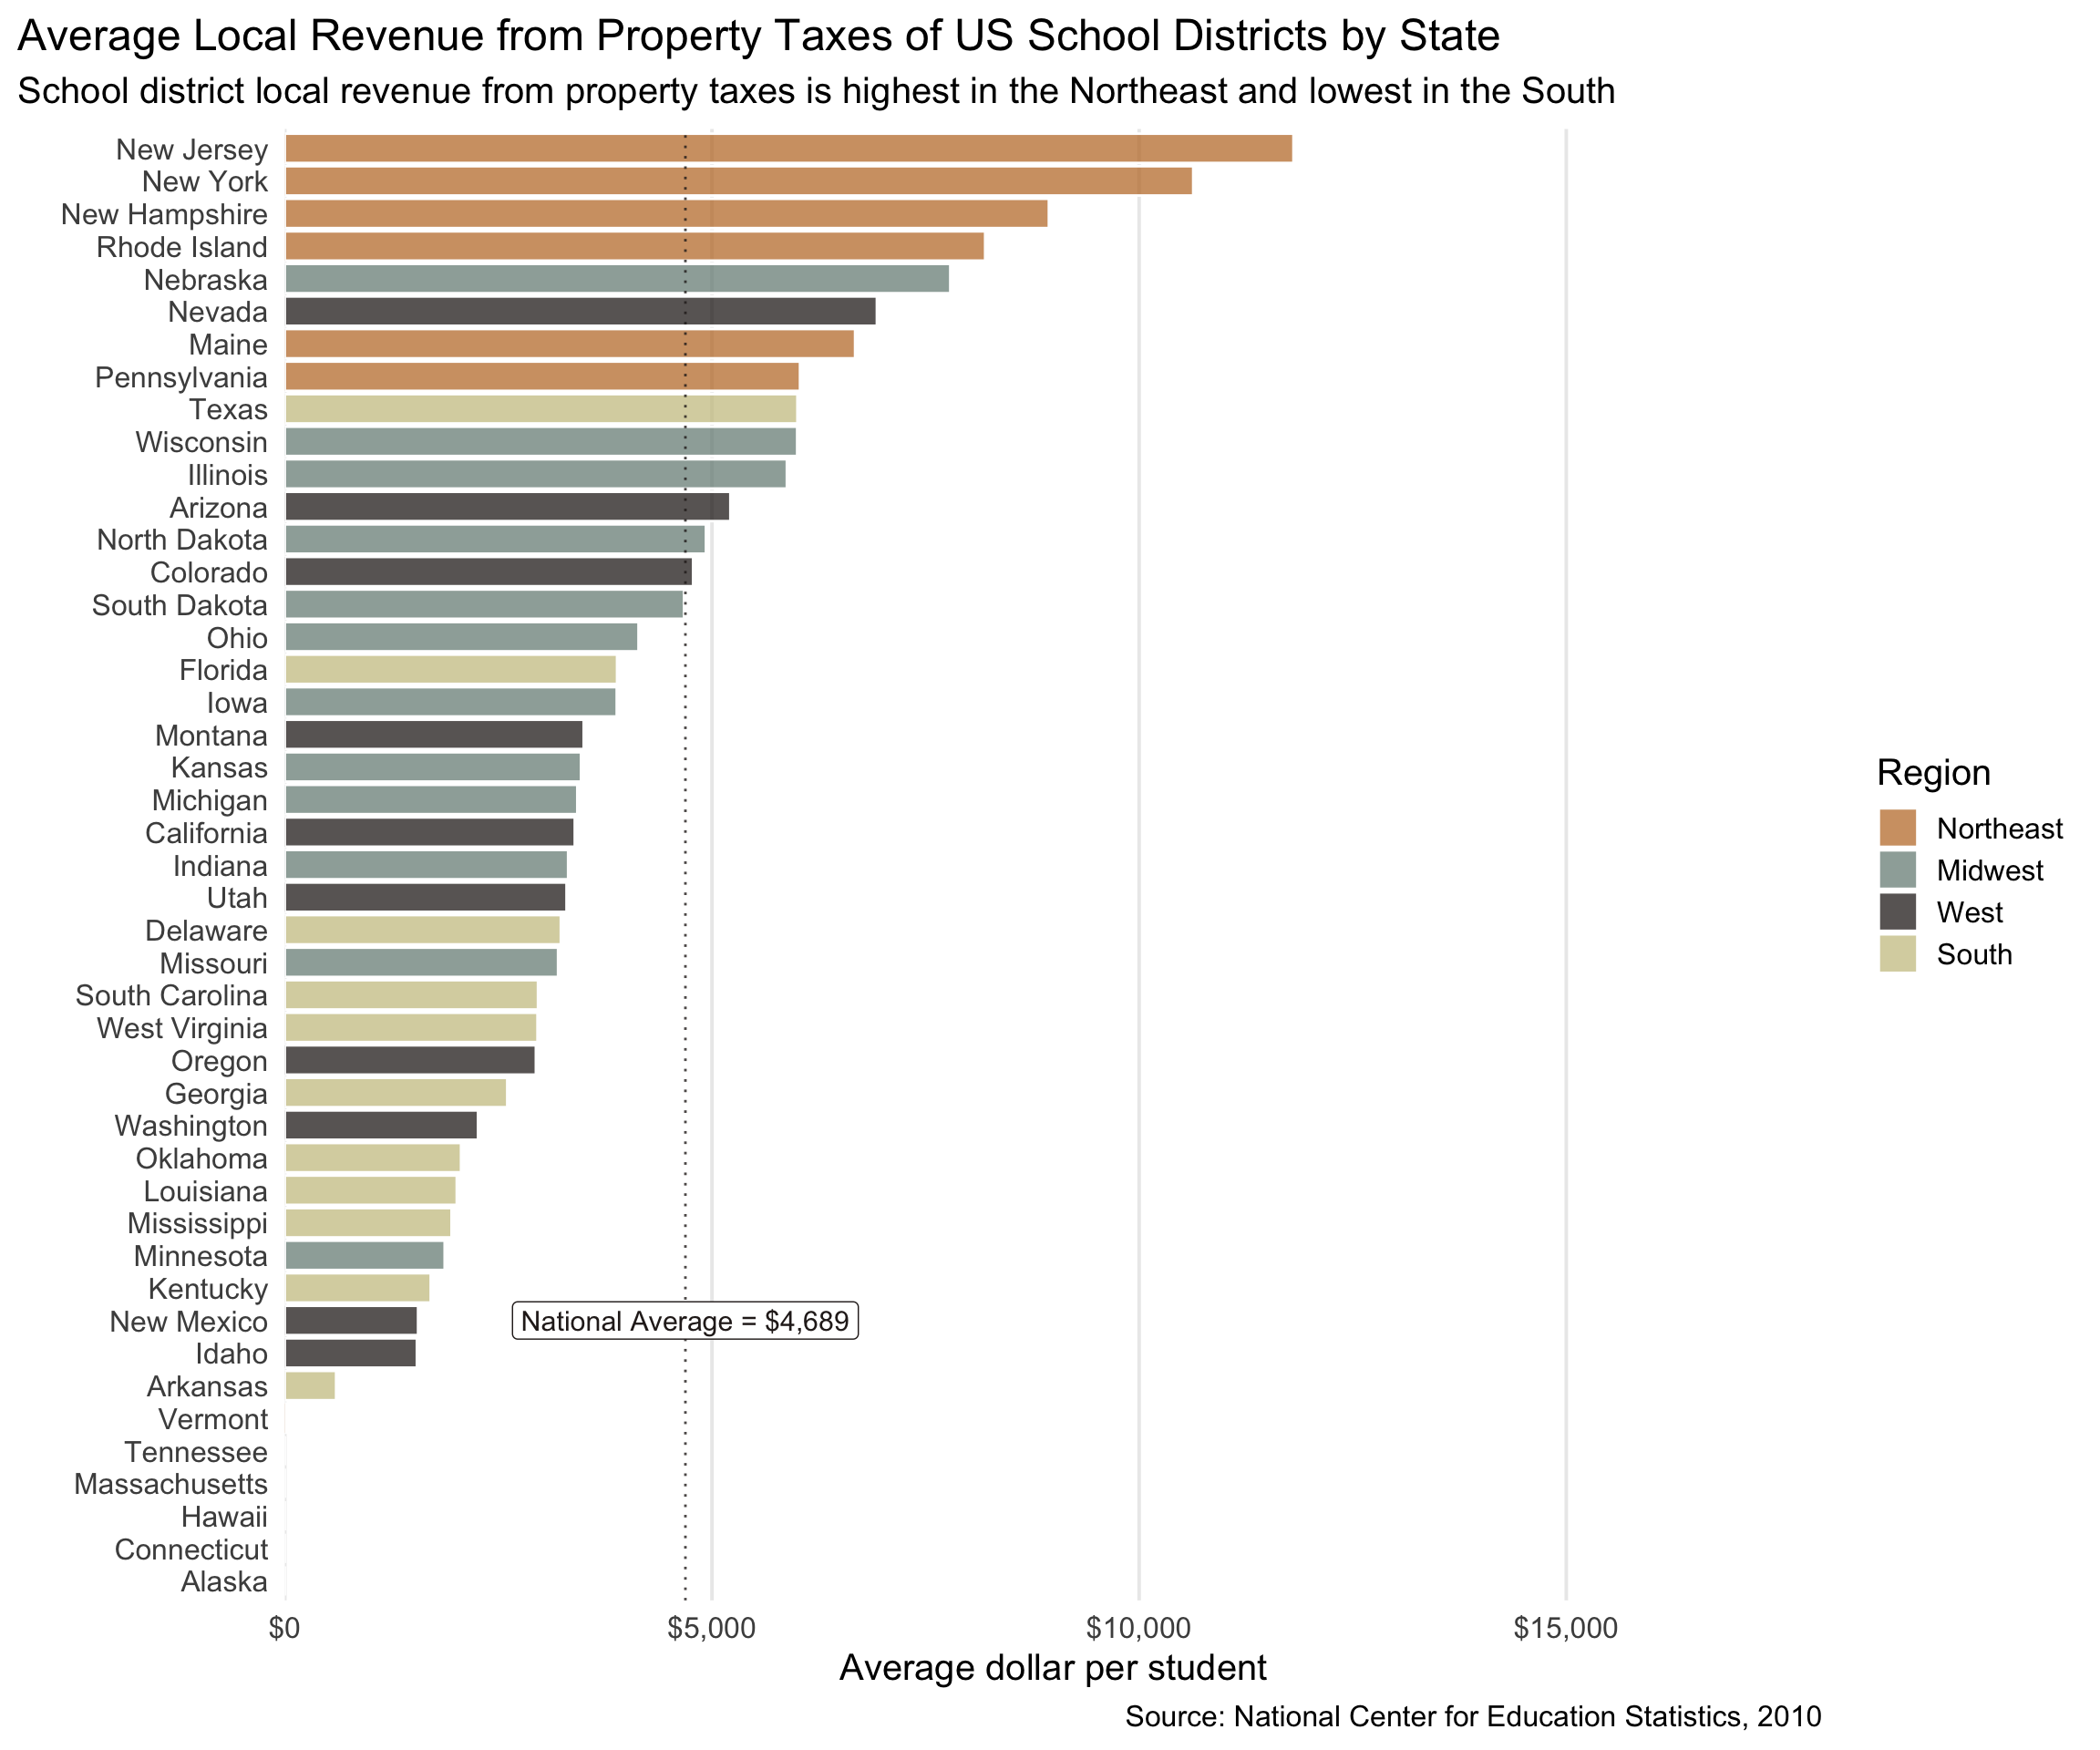 Average Local Revenue from Property Taxes of US School Districts by State
School district local revenue from property taxes is highest in the Northeast and lowest in the South
New Jersey
New York
New Hampshire
Rhode Island
Nebraska
Nevada
Maine
Pennsylvania
Texas
Wisconsin
Illinois
Arizona
North Dakota
Colorado
South Dakota
Ohio
Florida
Iowa
Montana
Kansas
Michigan
California
Indiana
Utah
Delaware
Missouri
South Carolina
West Virginia
Oregon
Georgia
Washington
Oklahoma
Louisiana
Mississippi
Minnesota
Kentucky
New Mexico
Idaho
Arkansas
Vermont
Tennessee
Massachusetts
Hawaii
Connecticut
Alaska
National Average = $4,689
$0 $5,000 $10,000 $15,000
Average dollar per student
Region
Northeast
Midwest
West
South
Source: National Center for Education Statistics, 2010